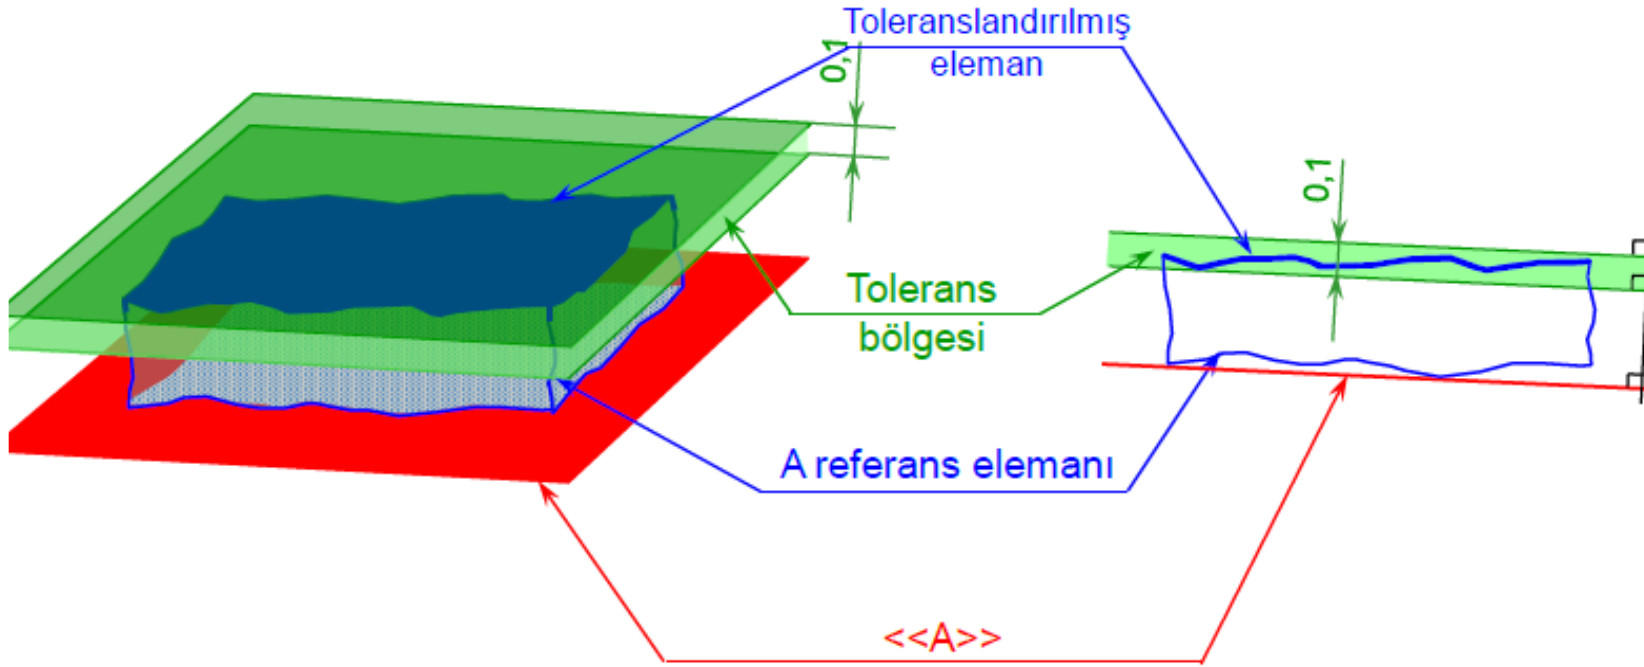 Toleranslandırılmış
eleman
0,1
0,1
Tolerans
bölgesi
A referans elemanı
<<A>>